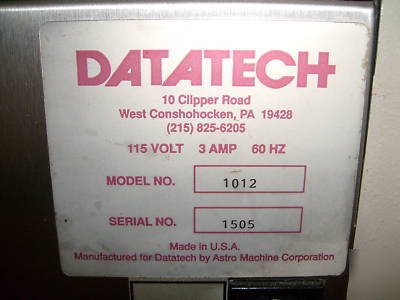 DATATECH
10 Clipper Road
West Conshohocken, PA 19428
(215) 825-6205
115 VOLT 3 AMP 60 HZ
MODEL NO. 1012
SERIAL NO. 1505
Made in U.S.A.
Manufactured for Datatech by Astro Machine Corporation